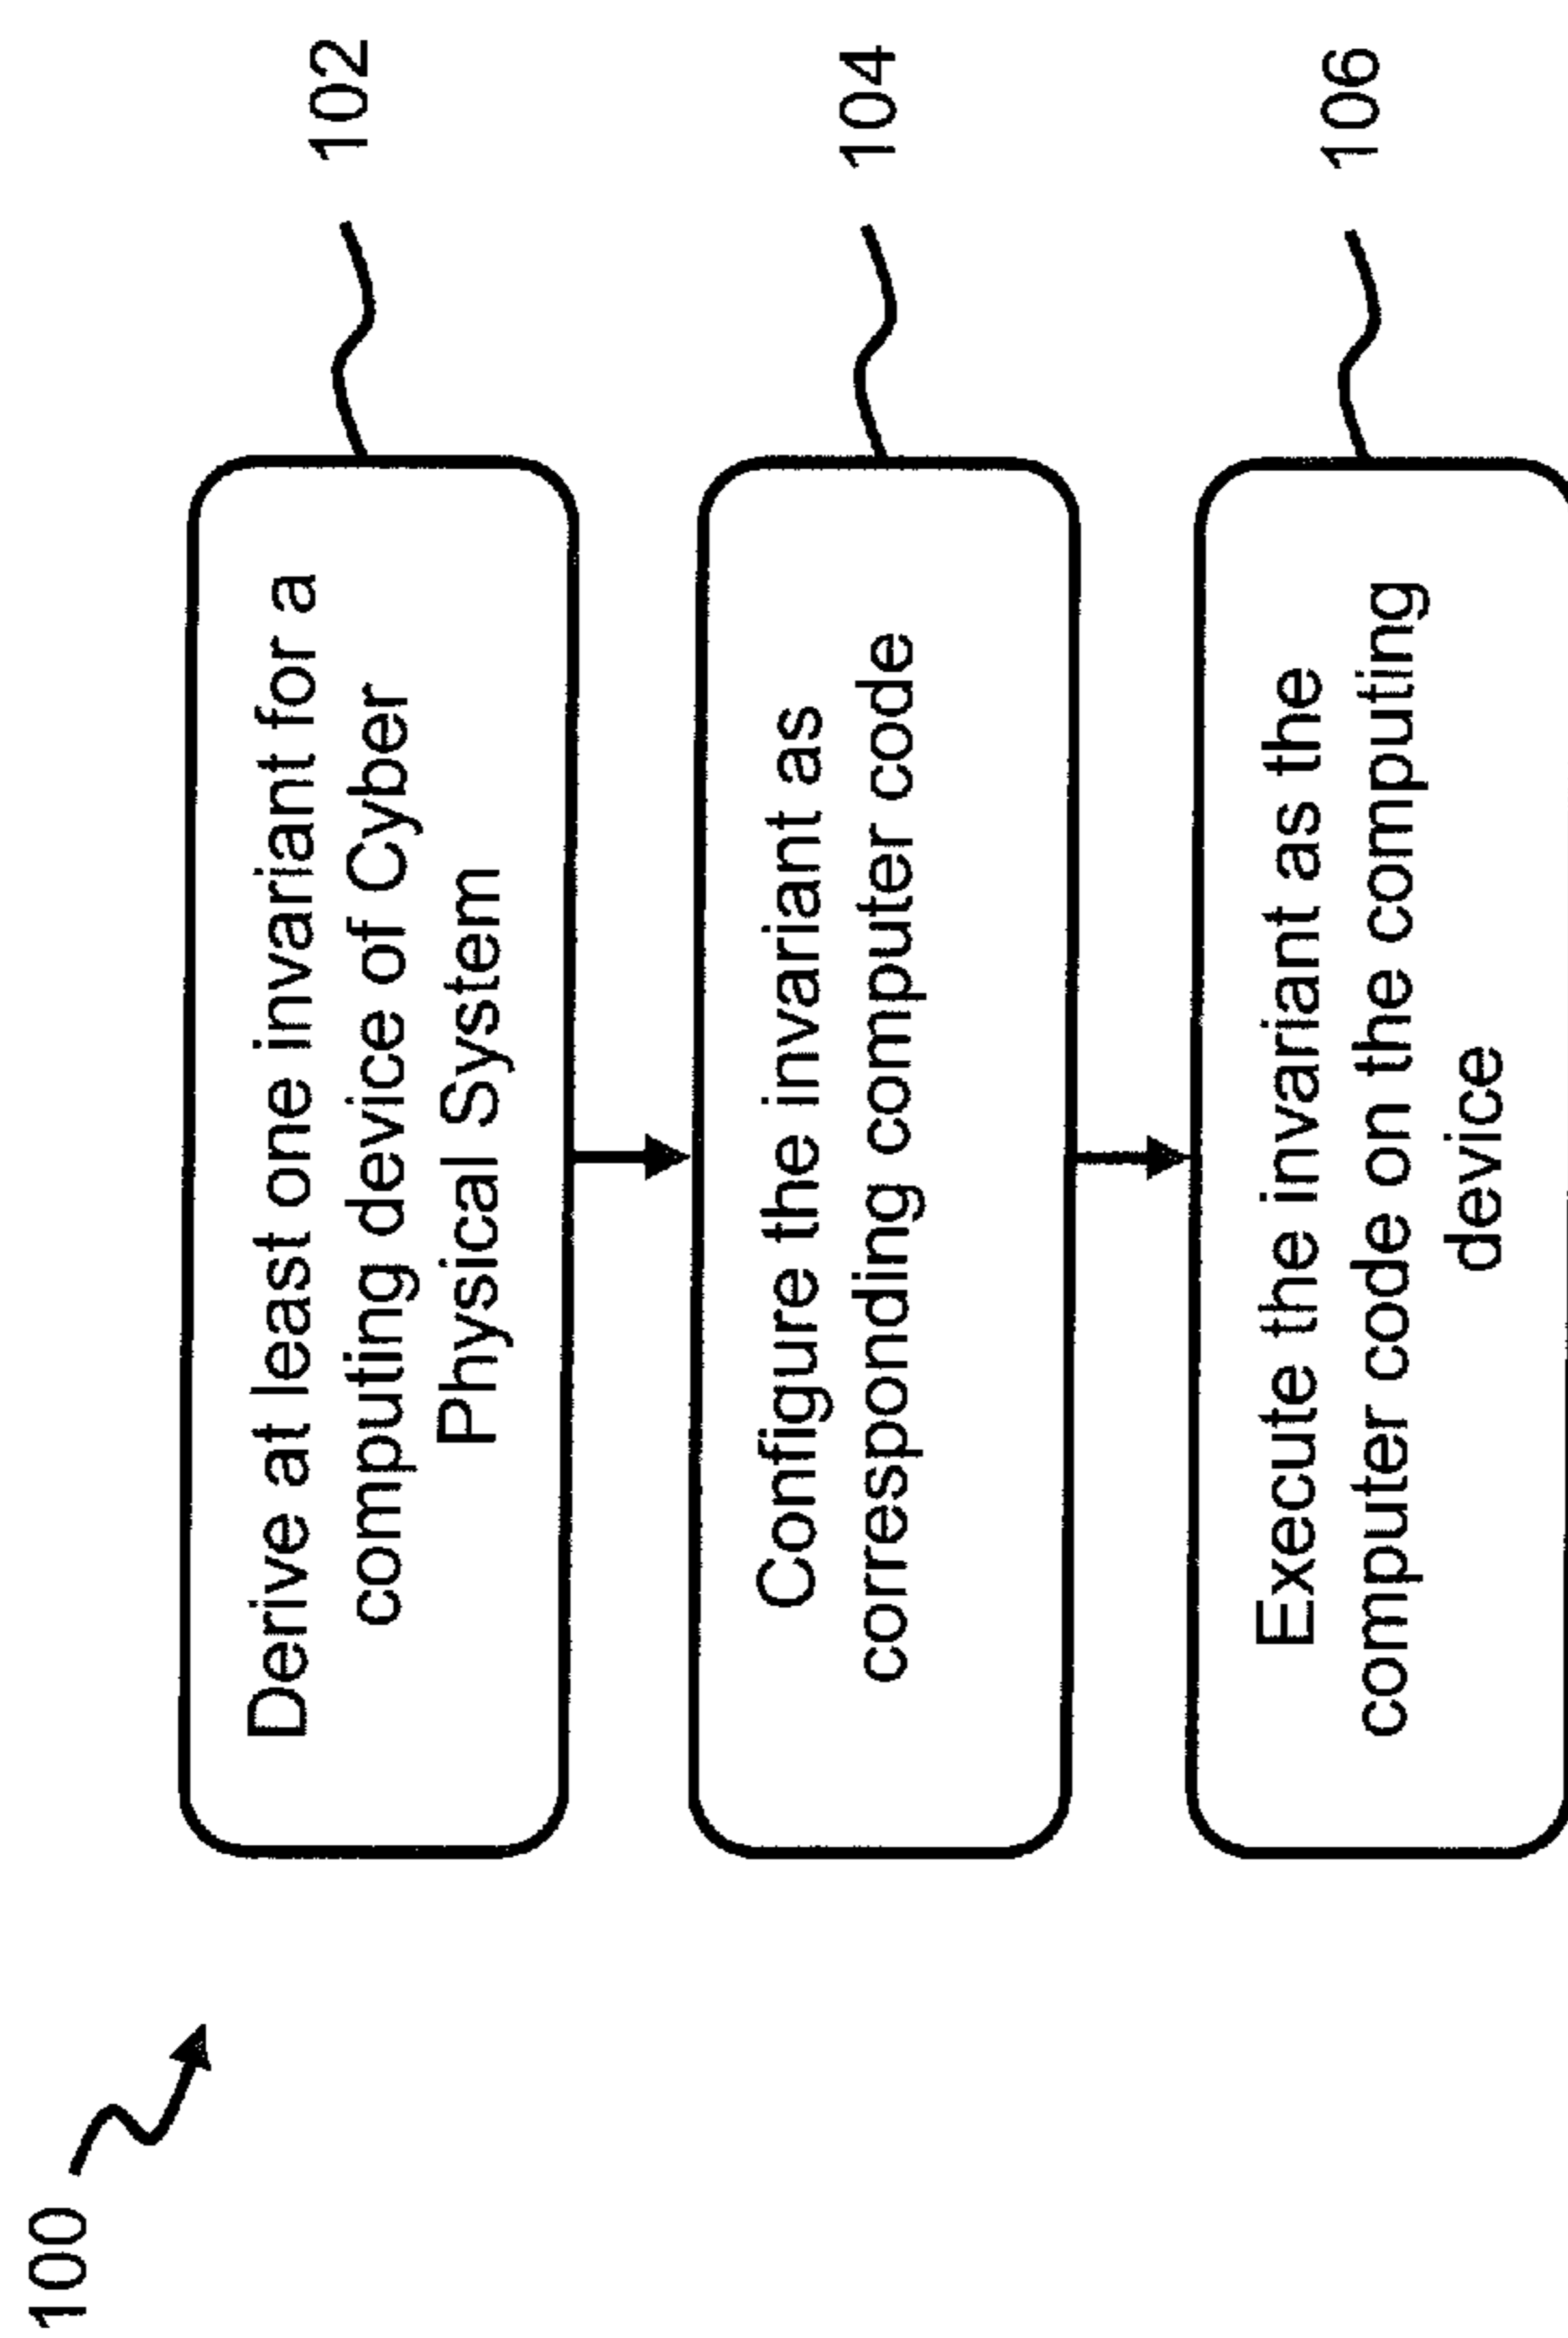 100
Derive at least one invariant for a
computing device of Cyber
Physical System
102
Configure the invariant as
corresponding computer code
104
Execute the invariant as the
computer code on the computing
device
106